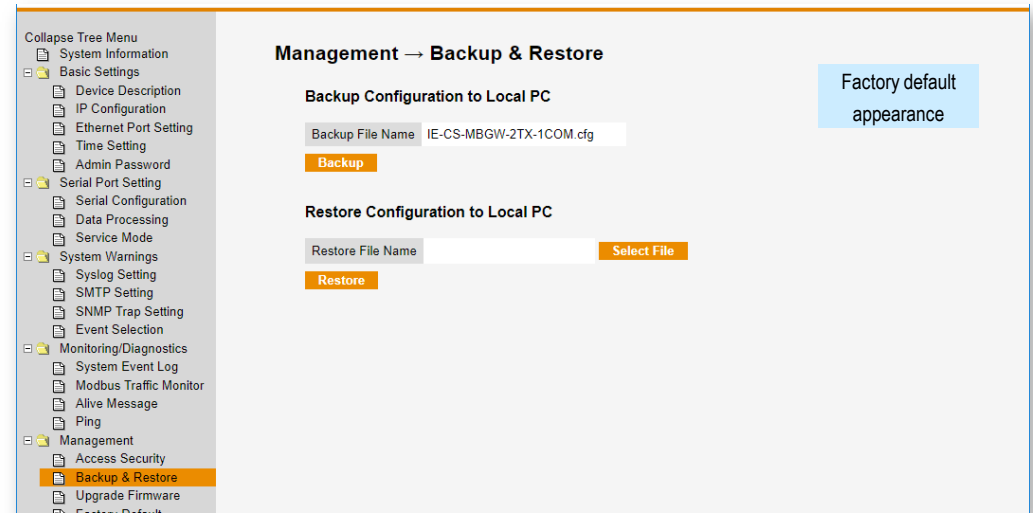 Collapse Tree Menu
System Information
Basic Settings
Device Description
IP Configuration
Ethernet Port Setting
Time Setting
Admin Password
Serial Port Setting
Serial Configuration
Data Processing
Service Mode
System Warnings
Syslog Setting
SMTP Setting
SNMP Trap Setting
Event Selection
Monitoring/Diagnostics
System Event Log
Modbus Traffic Monitor
Alive Message
Ping
Management
Access Security
Backup & Restore
Upgrade Firmware
Factory Default
Management → Backup & Restore
Backup Configuration to Local PC
Backup File Name IE-CS-MBGW-2TX-1COM.cfg
Backup
Restore Configuration to Local PC
Restore File Name Select File
Restore
Factory default
appearance